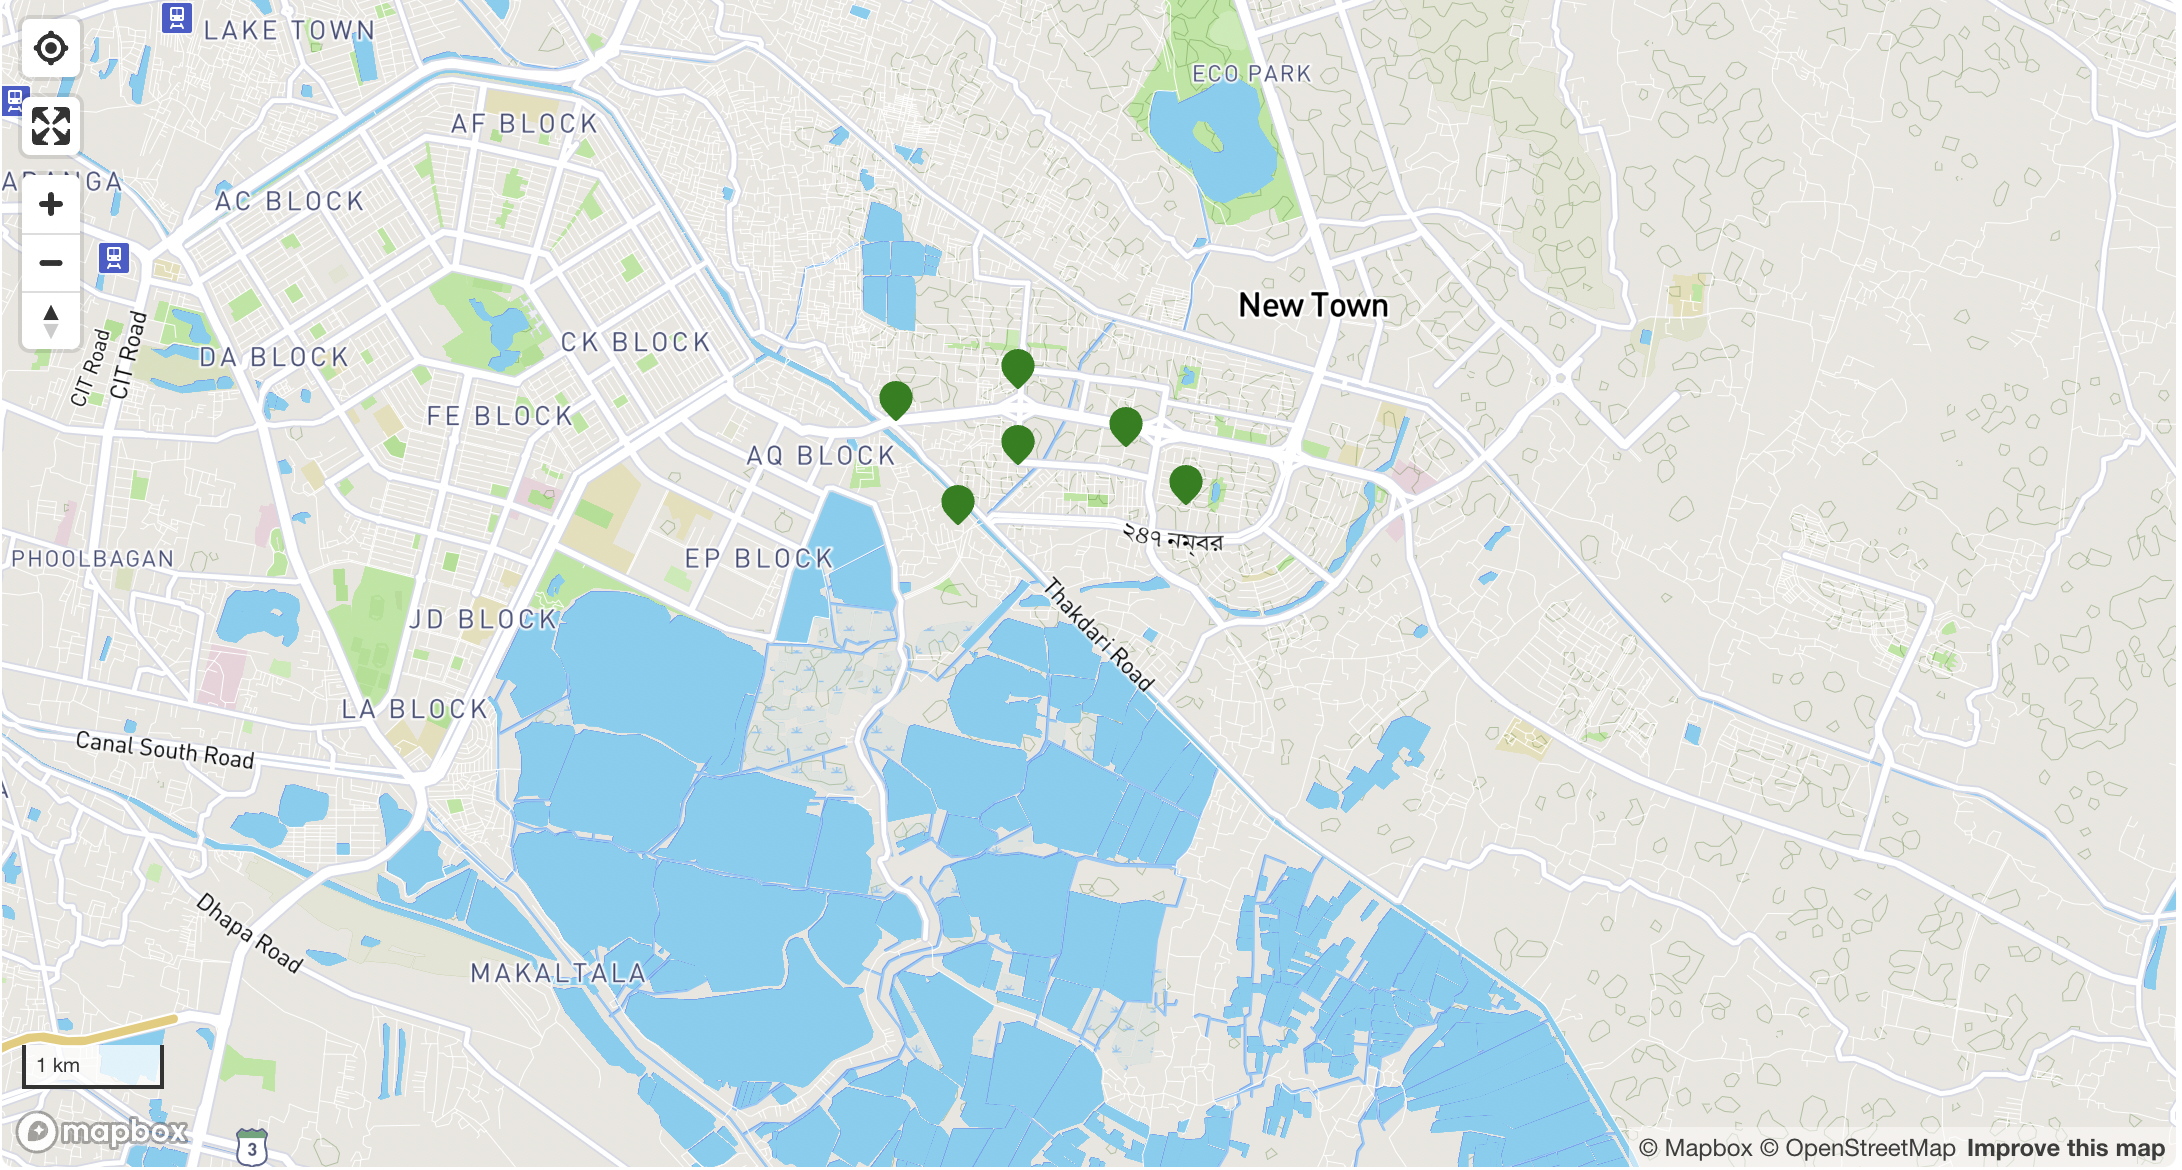 LAKE TOWN
ECO PARK
AF BLOCK
AC BLOCK
New Town
CIT Road
CIT Road
DA BLOCK
CK BLOCK
FE BLOCK
AQ BLOCK
২৪৭ নম্বর
PHOOLBAGAN
EP BLOCK
JD BLOCK
Thakdari Road
LA BLOCK
Canal South Road
Dhapa Road
MAKALTALA
1 km
mapbox
3
© Mapbox © OpenStreetMap Improve this map